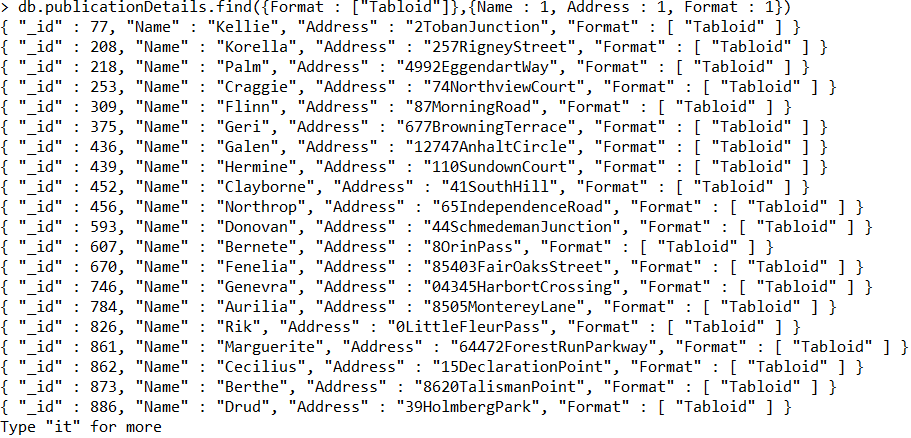 > db.publicationDetails.find({Format : ["Tabloid"]},{Name : 1, Address : 1, Format : 1})
{ "_id" : 77, "Name" : "Kellie", "Address" : "2TobanJunction", "Format" : [ "Tabloid" ] }
{ "_id" : 208, "Name" : "Korella", "Address" : "257RigneyStreet", "Format" : [ "Tabloid" ] }
{ "_id" : 218, "Name" : "Palm", "Address" : "4992EggendartWay", "Format" : [ "Tabloid" ] }
{ "_id" : 253, "Name" : "Craggie", "Address" : "74NorthviewCourt", "Format" : [ "Tabloid" ] }
{ "_id" : 309, "Name" : "Flinn", "Address" : "87MorningRoad", "Format" : [ "Tabloid" ] }
{ "_id" : 375, "Name" : "Geri", "Address" : "677BrowningTerrace", "Format" : [ "Tabloid" ] }
{ "_id" : 436, "Name" : "Galen", "Address" : "12747AnhaltCircle", "Format" : [ "Tabloid" ] }
{ "_id" : 439, "Name" : "Hermine", "Address" : "110SundownCourt", "Format" : [ "Tabloid" ] }
{ "_id" : 452, "Name" : "Clayborne", "Address" : "41SouthHill", "Format" : [ "Tabloid" ] }
{ "_id" : 456, "Name" : "Northrop", "Address" : "65IndependenceRoad", "Format" : [ "Tabloid" ] }
{ "_id" : 593, "Name" : "Donovan", "Address" : "44SchmedemanJunction", "Format" : [ "Tabloid" ] }
{ "_id" : 607, "Name" : "Bernete", "Address" : "8OrinPass", "Format" : [ "Tabloid" ] }
{ "_id" : 670, "Name" : "Fenelia", "Address" : "85403FairOaksStreet", "Format" : [ "Tabloid" ] }
{ "_id" : 746, "Name" : "Genevra", "Address" : "04345HarbortCrossing", "Format" : [ "Tabloid" ] }
{ "_id" : 784, "Name" : "Aurilia", "Address" : "8505MontereyLane", "Format" : [ "Tabloid" ] }
{ "_id" : 826, "Name" : "Rik", "Address" : "0LittleFleurPass", "Format" : [ "Tabloid" ] }
{ "_id" : 861, "Name" : "Marguerite", "Address" : "64472ForestRunParkway", "Format" : [ "Tabloid" ] }
{ "_id" : 862, "Name" : "Cecilius", "Address" : "15DeclarationPoint", "Format" : [ "Tabloid" ] }
{ "_id" : 873, "Name" : "Berthe", "Address" : "8620TalismanPoint", "Format" : [ "Tabloid" ] }
{ "_id" : 886, "Name" : "Drud", "Address" : "39HolmbergPark", "Format" : [ "Tabloid" ] }
Type "it" for more